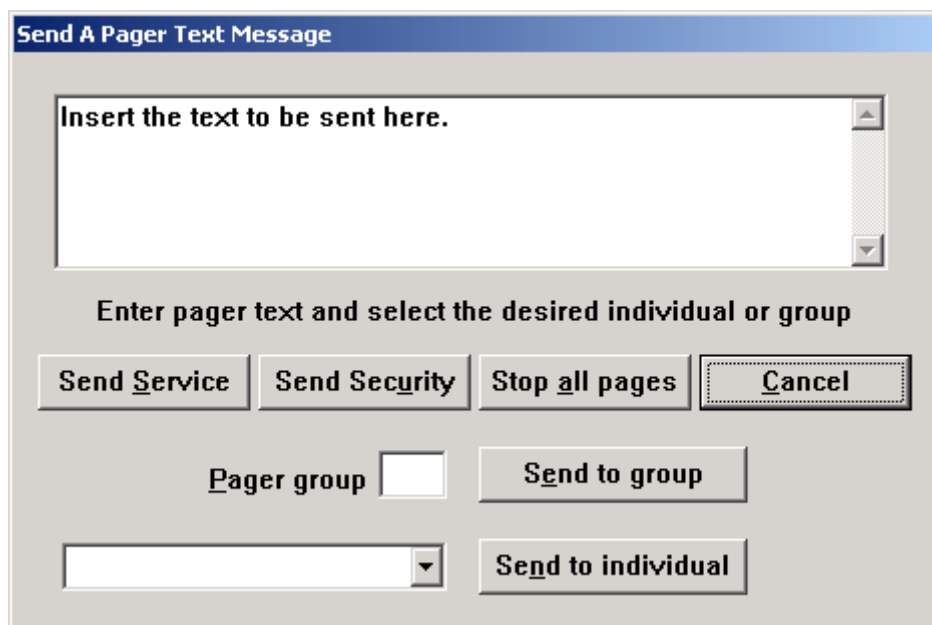 Send A Pager Text Message
Insert the text to be sent here.
Enter pager text and select the desired individual or group
Send Service Send Security Stop all pages Cancel
Pager group Send to group
Send to individual